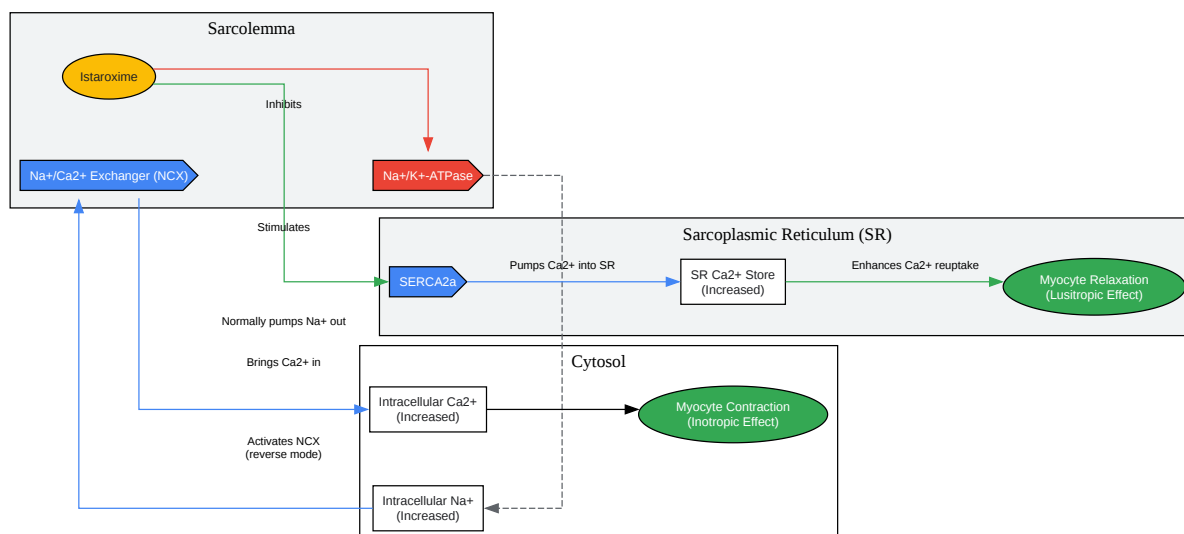 Sarcolemma
Istaroxime
Inhibits
Na+/Ca2+ Exchanger (NCX)
Na+/K+-ATPase
Stimulates
Sarcoplasmic Reticulum (SR)
SERCA2a
Pumps Ca2+ into SR
SR Ca2+ Store
(Increased)
Enhances Ca2+ reuptake
Myocyte Relaxation
(Lusitropic Effect)
Normally pumps Na+ out
Brings Ca2+ in
Cytosol
Intracellular Ca2+
(Increased)
Myocyte Contraction
(Inotropic Effect)
Activates NCX
(reverse mode)
Intracellular Na+
(Increased)